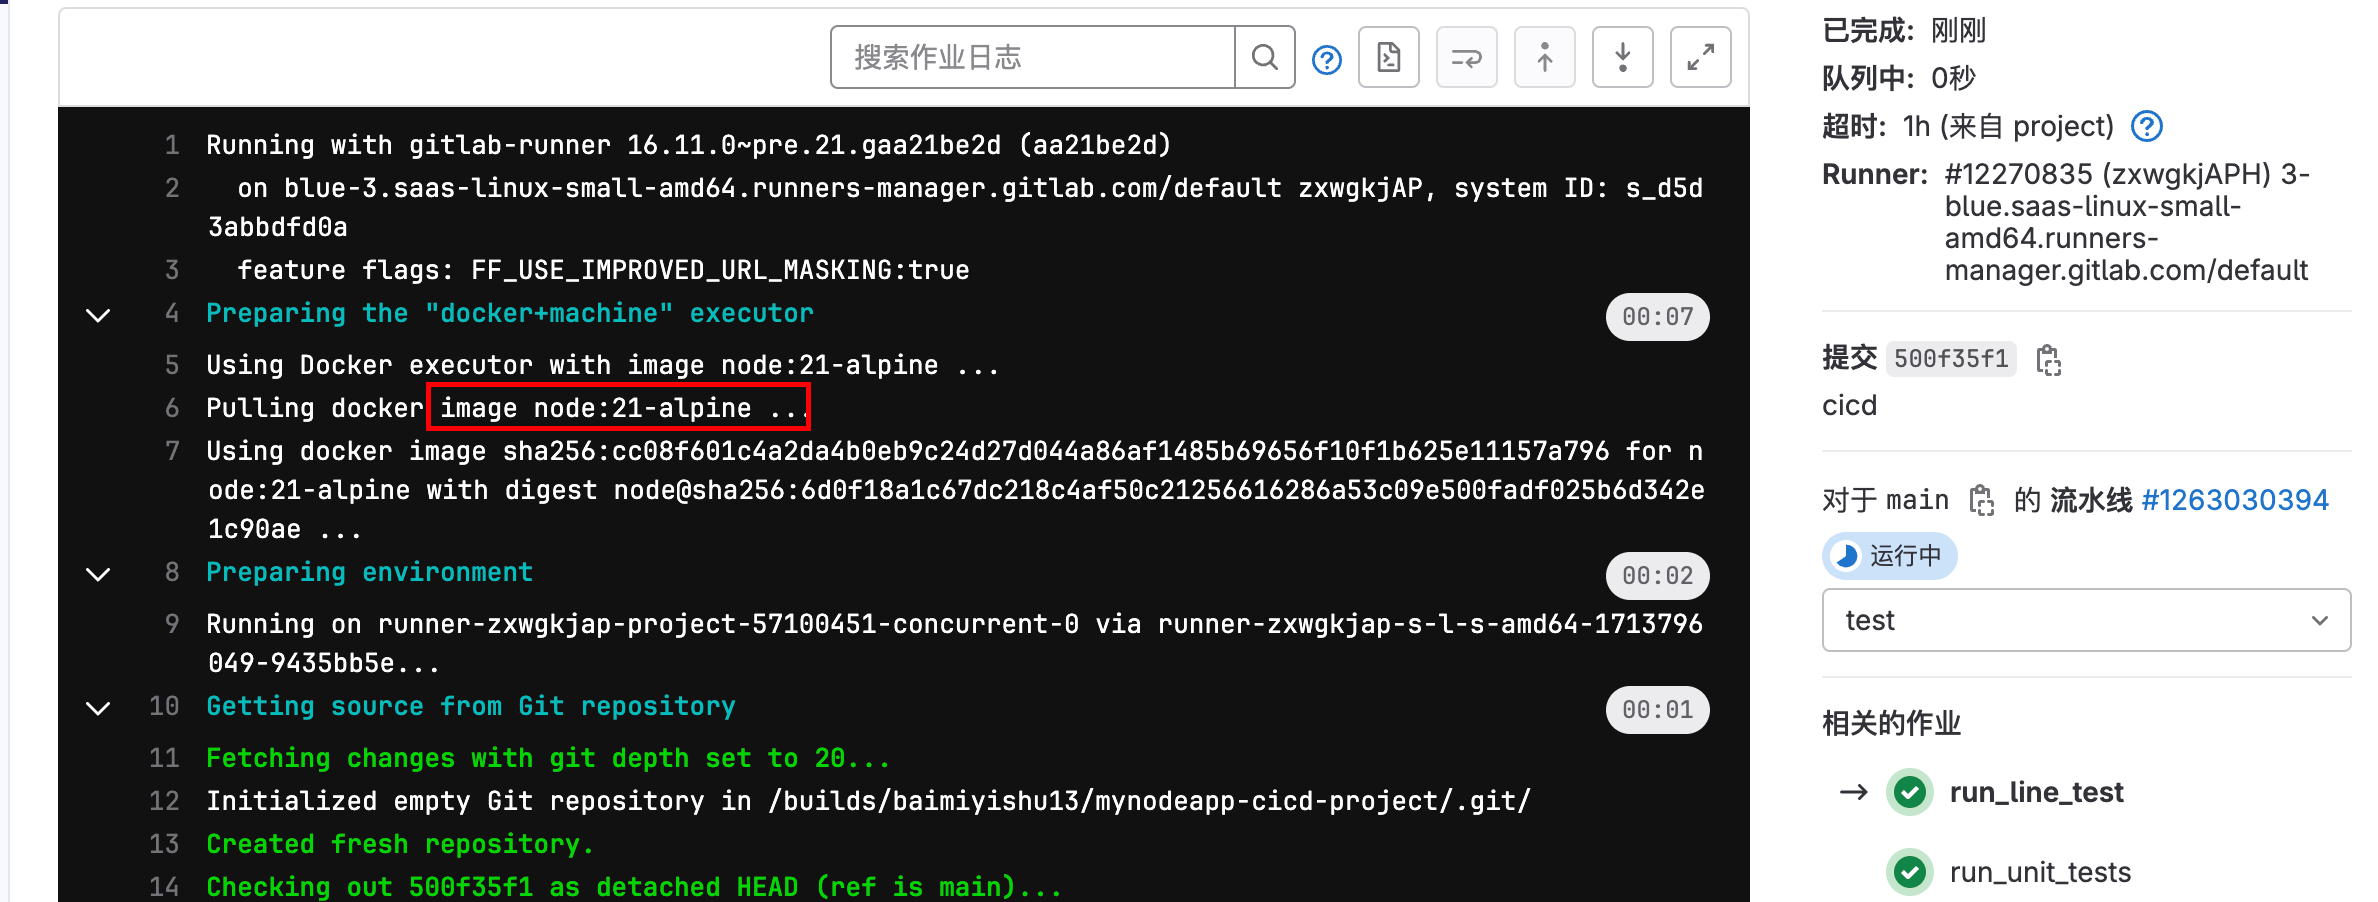 搜索作业日志
1 Running with gitlab-runner 16.11.0~pre.21.gaa21be2d (aa21be2d)
2 on blue-3.saas-linux-small-amd64.runners-manager.gitlab.com/default zxwgkjAP, system ID: s_d5d
3abbdfd0a
3 feature flags: FF_USE_IMPROVED_URL_MASKING:true
4 Preparing the "docker+machine" executor 00:07
5 Using Docker executor with image node:21-alpine ...
6 Pulling docker image node:21-alpine ...
7 Using docker image sha256:cc08f601c4a2da4b0eb9c24d27d044a86af1485b69656f10f1b625e11157a796 for n
ode:21-alpine with digest node@sha256:6d0f18a1c67dc218c4af50c21256616286a53c09e500fadf025b6d342e
1c90ae ...
8 Preparing environment 00:02
9 Running on runner-zxwgkjap-project-57100451-concurrent-0 via runner-zxwgkjap-s-l-s-amd64-1713796
049-9435bb5e...
10 Getting source from Git repository 00:01
11 Fetching changes with git depth set to 20...
12 Initialized empty Git repository in /builds/baimiyishu13/mynodeapp-cicd-project/.git/
13 Created fresh repository.
14 Checking out 500f35f1 as detached HEAD (ref is main)...
已完成: 刚刚
队列中: 0秒
超时: 1h (来自 project)
Runner: #12270835 (zxwgkjAPH) 3-
blue.saas-linux-small-
amd64.runners-
manager.gitlab.com/default
提交 500f35f1
cicd
对于 main 的 流水线 #1263030394
运行中
test
相关的作业
run_line_test
run_unit_tests